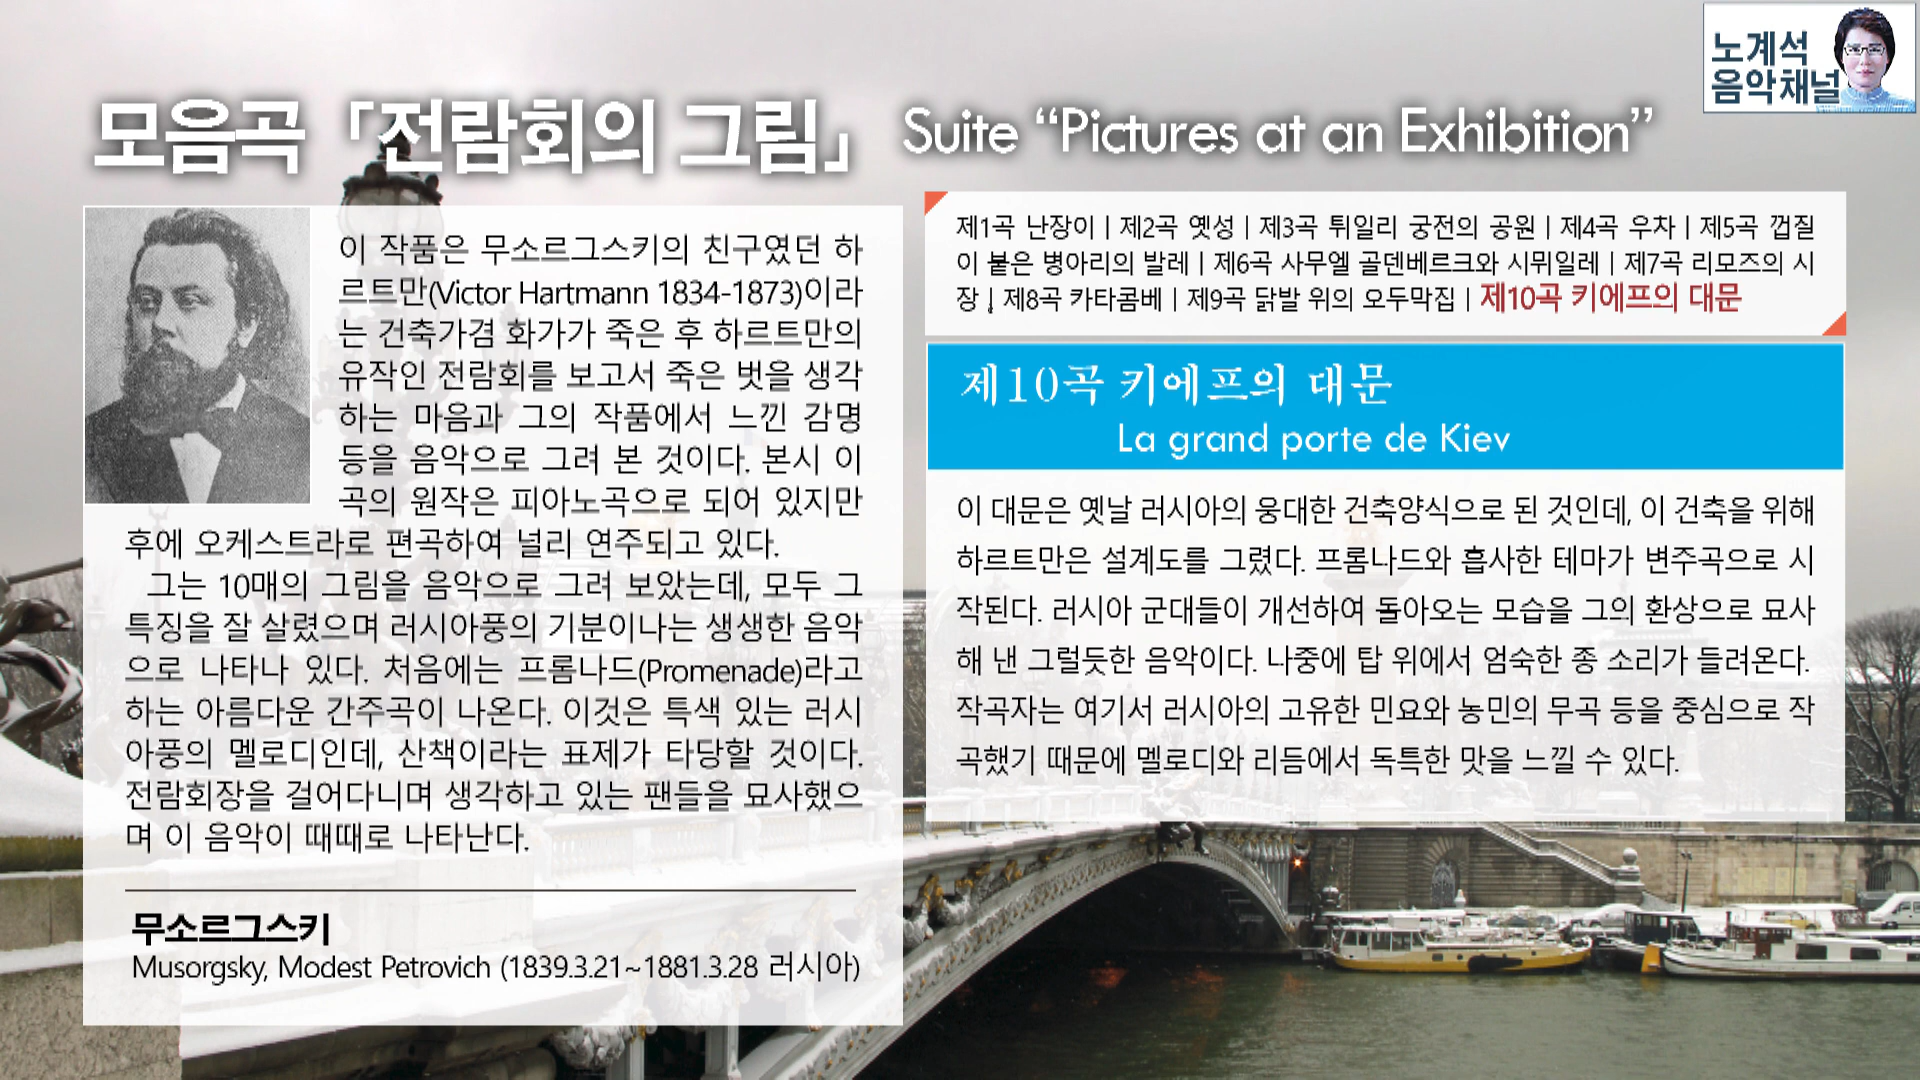 노계석
음악채널
모음곡「전람회의 그림」 Suite “Pictures at an Exhibition”
이 작품은 무소르그스키의 친구였던 하
르트만(Victor Hartmann 1834-1873)이라
는 건축가겸 화가가 죽은 후 하르트만의
유작인 전람회를 보고서 죽은 벗을 생각
하는 마음과 그의 작품에서 느낀 감명
등을 음악으로 그려 본 것이다. 본시 이
곡의 원작은 피아노곡으로 되어 있지만
후에 오케스트라로 편곡하여 널리 연주되고 있다.
그는 10매의 그림을 음악으로 그려 보았는데, 모두 그
특징을 잘 살렸으며 러시아풍의 기분이나는 생생한 음악
으로 나타나 있다. 처음에는 프롬나드(Promenade)라고
하는 아름다운 간주곡이 나온다. 이것은 특색 있는 러시
아풍의 멜로디인데, 산책이라는 표제가 타당할 것이다.
전람회장을 걸어다니며 생각하고 있는 팬들을 묘사했으
며 이 음악이 때때로 나타난다.
무소르그스키
Musorgsky, Modest Petrovich (1839.3.21~1881.3.28 러시아)
제1곡 난장이 | 제2곡 옛성 | 제3곡 튀일리 궁전의 공원 | 제4곡 우차 | 제5곡 껍질
이 붙은 병아리의 발레 | 제6곡 사무엘 골덴베르크와 시뮈일레 | 제7곡 리모즈의 시
장 | 제8곡 카타콤베 | 제9곡 닭발 위의 오두막집 | 제10곡 키에프의 대문
제10곡 키에프의 대문
La grand porte de Kiev
이 대문은 옛날 러시아의 웅대한 건축양식으로 된 것인데, 이 건축을 위해
하르트만은 설계도를 그렸다. 프롬나드와 흡사한 테마가 변주곡으로 시
작된다. 러시아 군대들이 개선하여 돌아오는 모습을 그의 환상으로 묘사
해 낸 그럴듯한 음악이다. 나중에 탑 위에서 엄숙한 종 소리가 들려온다.
작곡자는 여기서 러시아의 고유한 민요와 농민의 무곡 등을 중심으로 작
곡했기 때문에 멜로디와 리듬에서 독특한 맛을 느낄 수 있다.